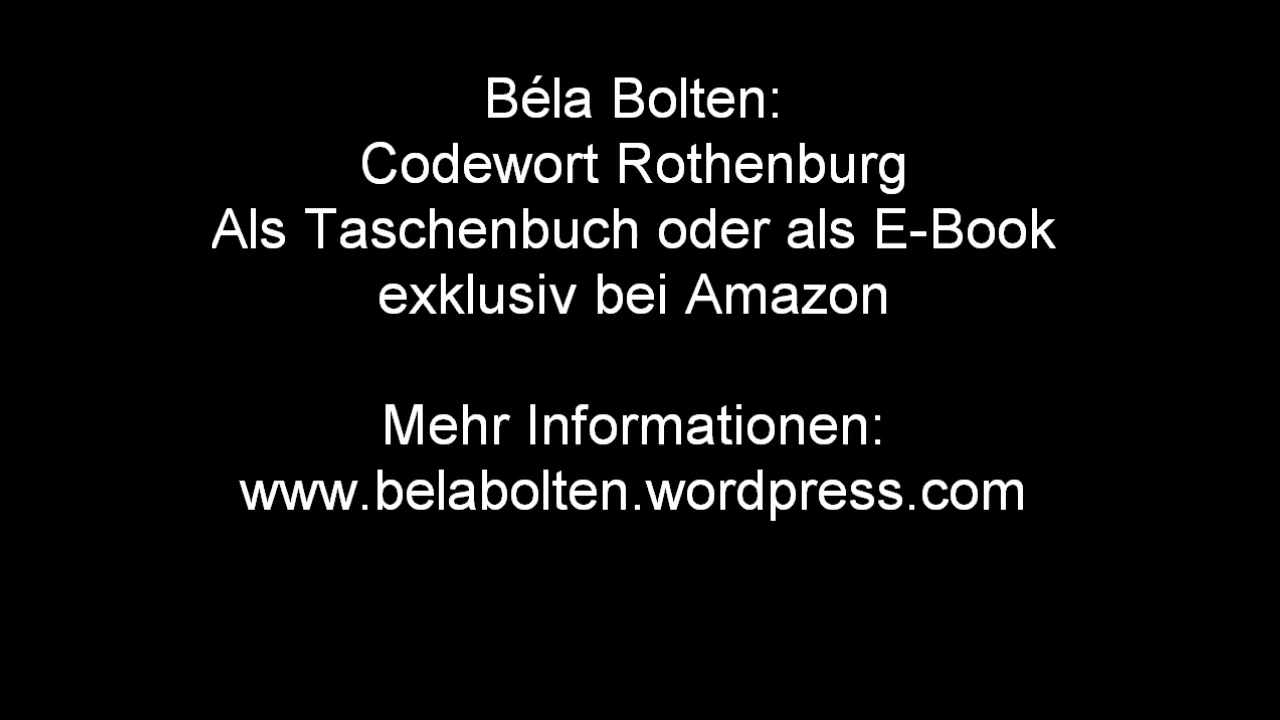 Béla Bolten:
Codewort Rothenburg
Als Taschenbuch oder als E-Book
exklusiv bei Amazon
Mehr Informationen:
www.belabolten.wordpress.com